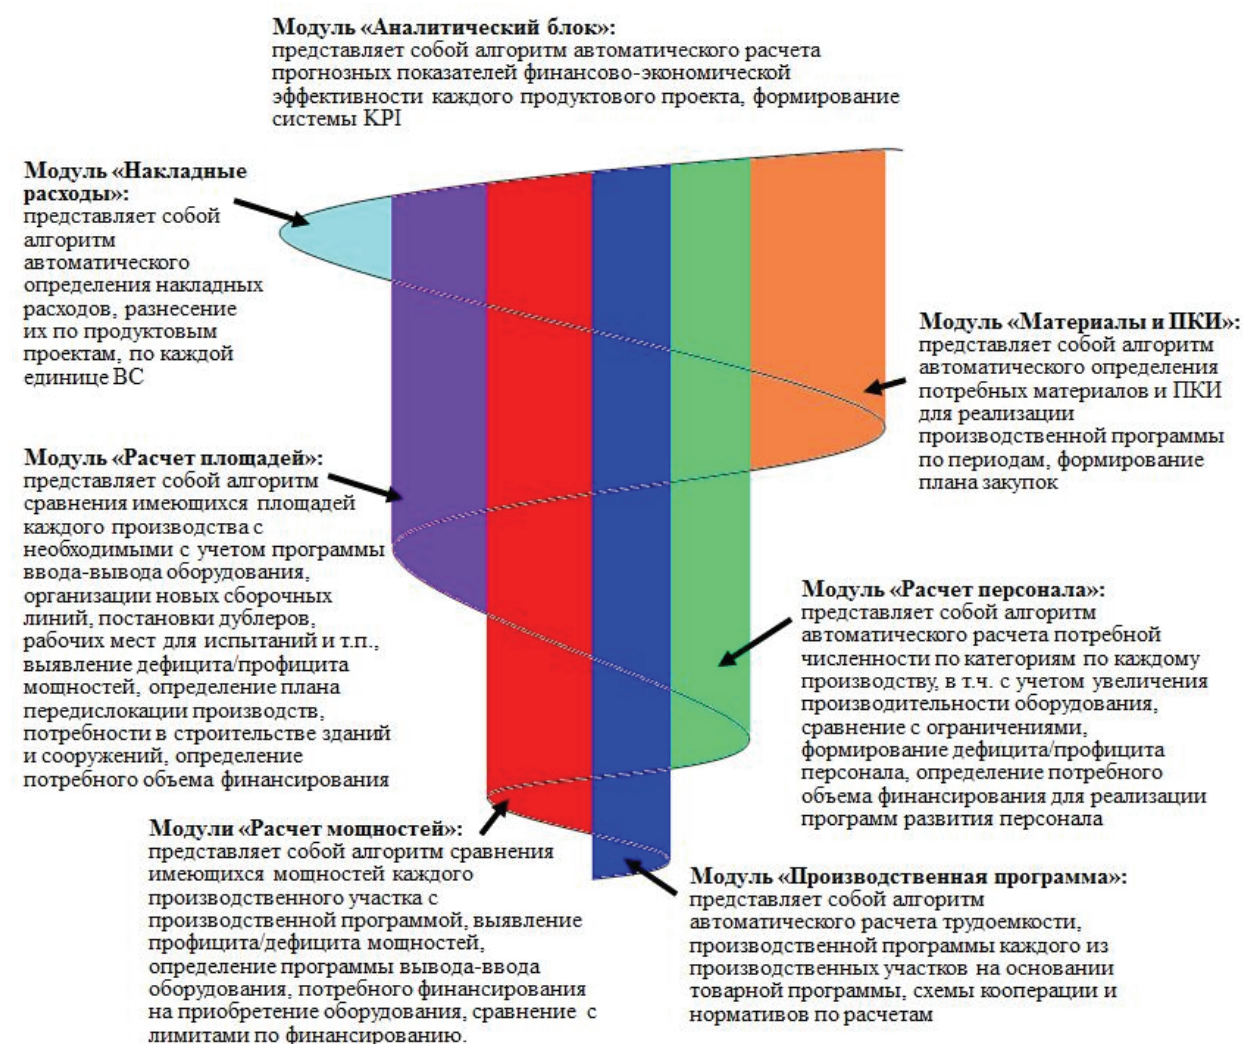 Модуль «Аналитический блок»:
представляет собой алгоритм автоматического расчета
прогнозных показателей финансово-экономической
эффективности каждого продуктового проекта, формирование
системы KPI
Модуль «Накладные
расходы»:
представляет собой
алгоритм
автоматического
определения накладных
расходов, разнесение
их по продуктовым
проектам, по каждой
единице ВС
Модуль «Материалы и ПКИ»:
представляет собой алгоритм
автоматического определения
потребных материалов и ПКИ
для реализации
производственной программы
по периодам, формирование
плана закупок
Модуль «Расчет площадей»:
представляет собой алгоритм
сравнения имеющихся площадей
каждого производства с
необходимыми с учетом программы
ввода-вывода оборудования,
организации новых сборочных
линий, постановки дублеров,
рабочих мест для испытаний и т.п.,
выявление дефицита/профицита
мощностей, определение плана
передислокации производств,
потребности в строительстве зданий
и сооружений, определение
потребного объема финансирования
Модуль «Расчет персонала»:
представляет собой алгоритм
автоматического расчета потребной
численности по категориям по каждому
производству, в т.ч. с учетом увеличения
производительности оборудования,
сравнение с ограничениями,
формирование дефицита/профицита
персонала, определение потребного
объема финансирования для реализации
программ развития персонала
Модули «Расчет мощностей»:
представляет собой алгоритм сравнения
имеющихся мощностей каждого
производственного участка с
производственной программой, выявление
профицита/дефицита мощностей,
определение программы вывода-ввода
оборудования, потребного финансирования
на приобретение оборудования, сравнение с
лимитами по финансированию.
Модуль «Производственная программа»:
представляет собой алгоритм
автоматического расчета трудоемкости,
производственной программы каждого из
производственных участков на основании
товарной программы, схемы кооперации и
нормативов по расчетам